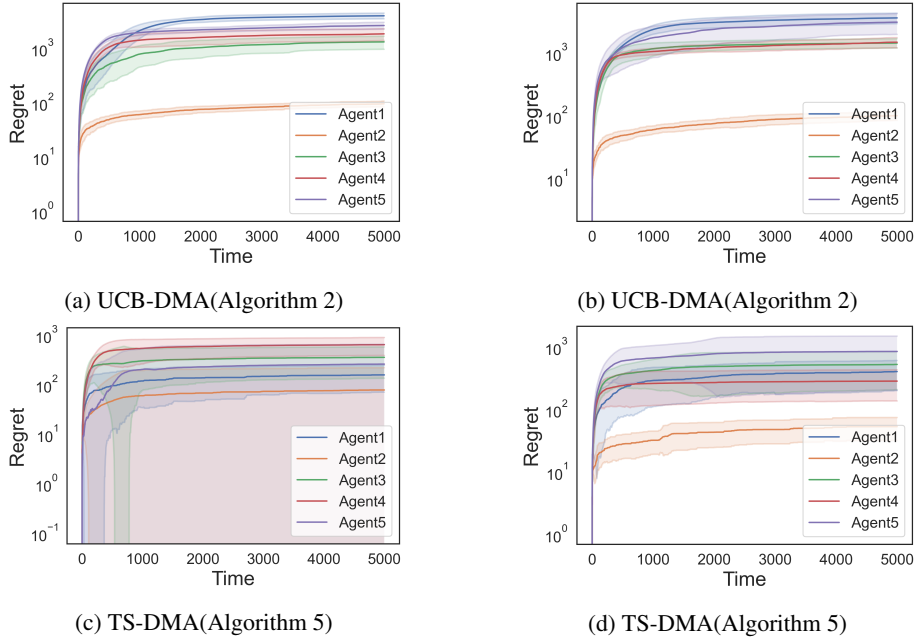 10^3
10^2
10^1
10^0
Regret
Agent1
Agent2
Agent3
Agent4
Agent5
0 1000 2000 3000 4000 5000
Time
(a) UCB-DMA(Algorithm 2)
10^3
10^2
10^1
Regret
Agent1
Agent2
Agent3
Agent4
Agent5
0 1000 2000 3000 4000 5000
Time
(b) UCB-DMA(Algorithm 2)
10^3
10^2
10^1
10^0
10^−1
Regret
Agent1
Agent2
Agent3
Agent4
Agent5
0 1000 2000 3000 4000 5000
Time
(c) TS-DMA(Algorithm 5)
10^3
10^2
10^1
10^0
Regret
Agent1
Agent2
Agent3
Agent4
Agent5
0 1000 2000 3000 4000 5000
Time
(d) TS-DMA(Algorithm 5)